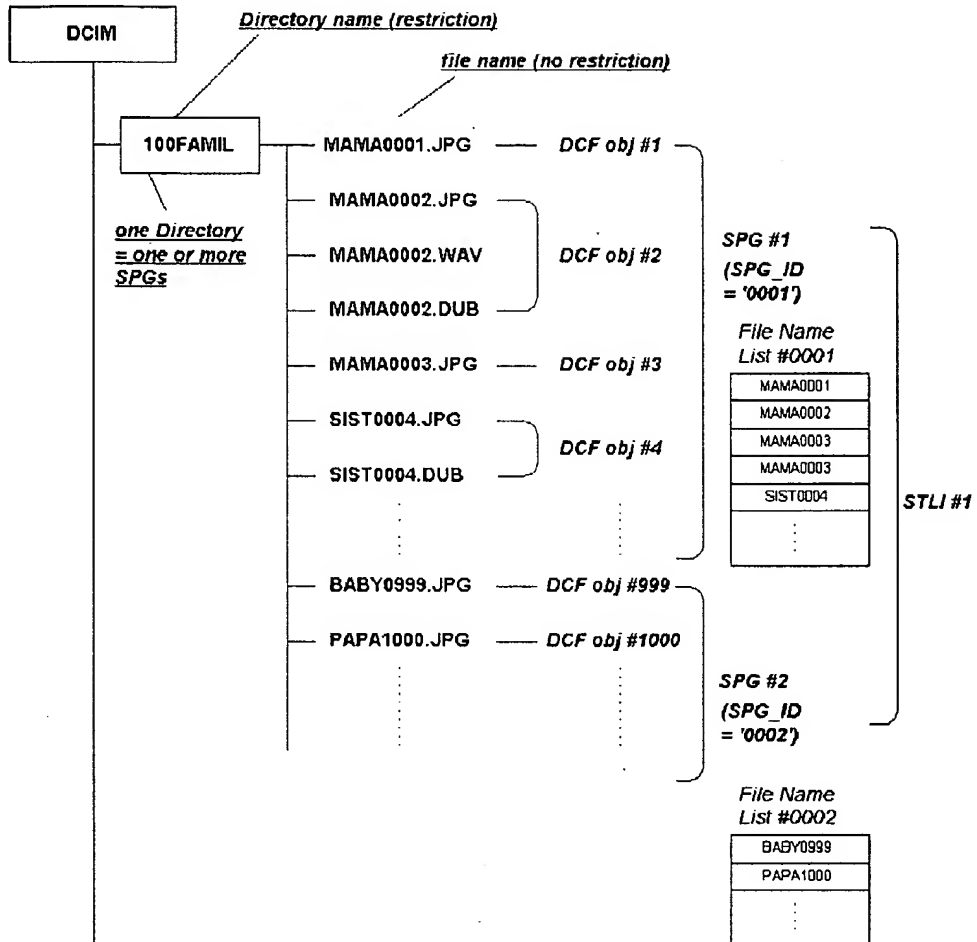 DCIM
Directory name (restriction)
file name (no restriction)
100FAMIL
one Directory
= one or more
SPGs
MAMA0001.JPG
DCF obj #1
MAMA0002.JPG
MAMA0002.WAV
DCF obj #2
MAMA0002.DUB
MAMA0003.JPG
DCF obj #3
SIST0004.JPG
DCF obj #4
SIST0004.DUB
SPG #1
(SPG_ID
= '0001')
File Name
List #0001
MAMA0001
MAMA0002
MAMA0003
MAMA0003
SIST0004
STLI #1
BABY0999.JPG
DCF obj #999
PAPA1000.JPG
DCF obj #1000
SPG #2
(SPG_ID
= '0002')
File Name
List #0002
BABY0999
PAPA1000